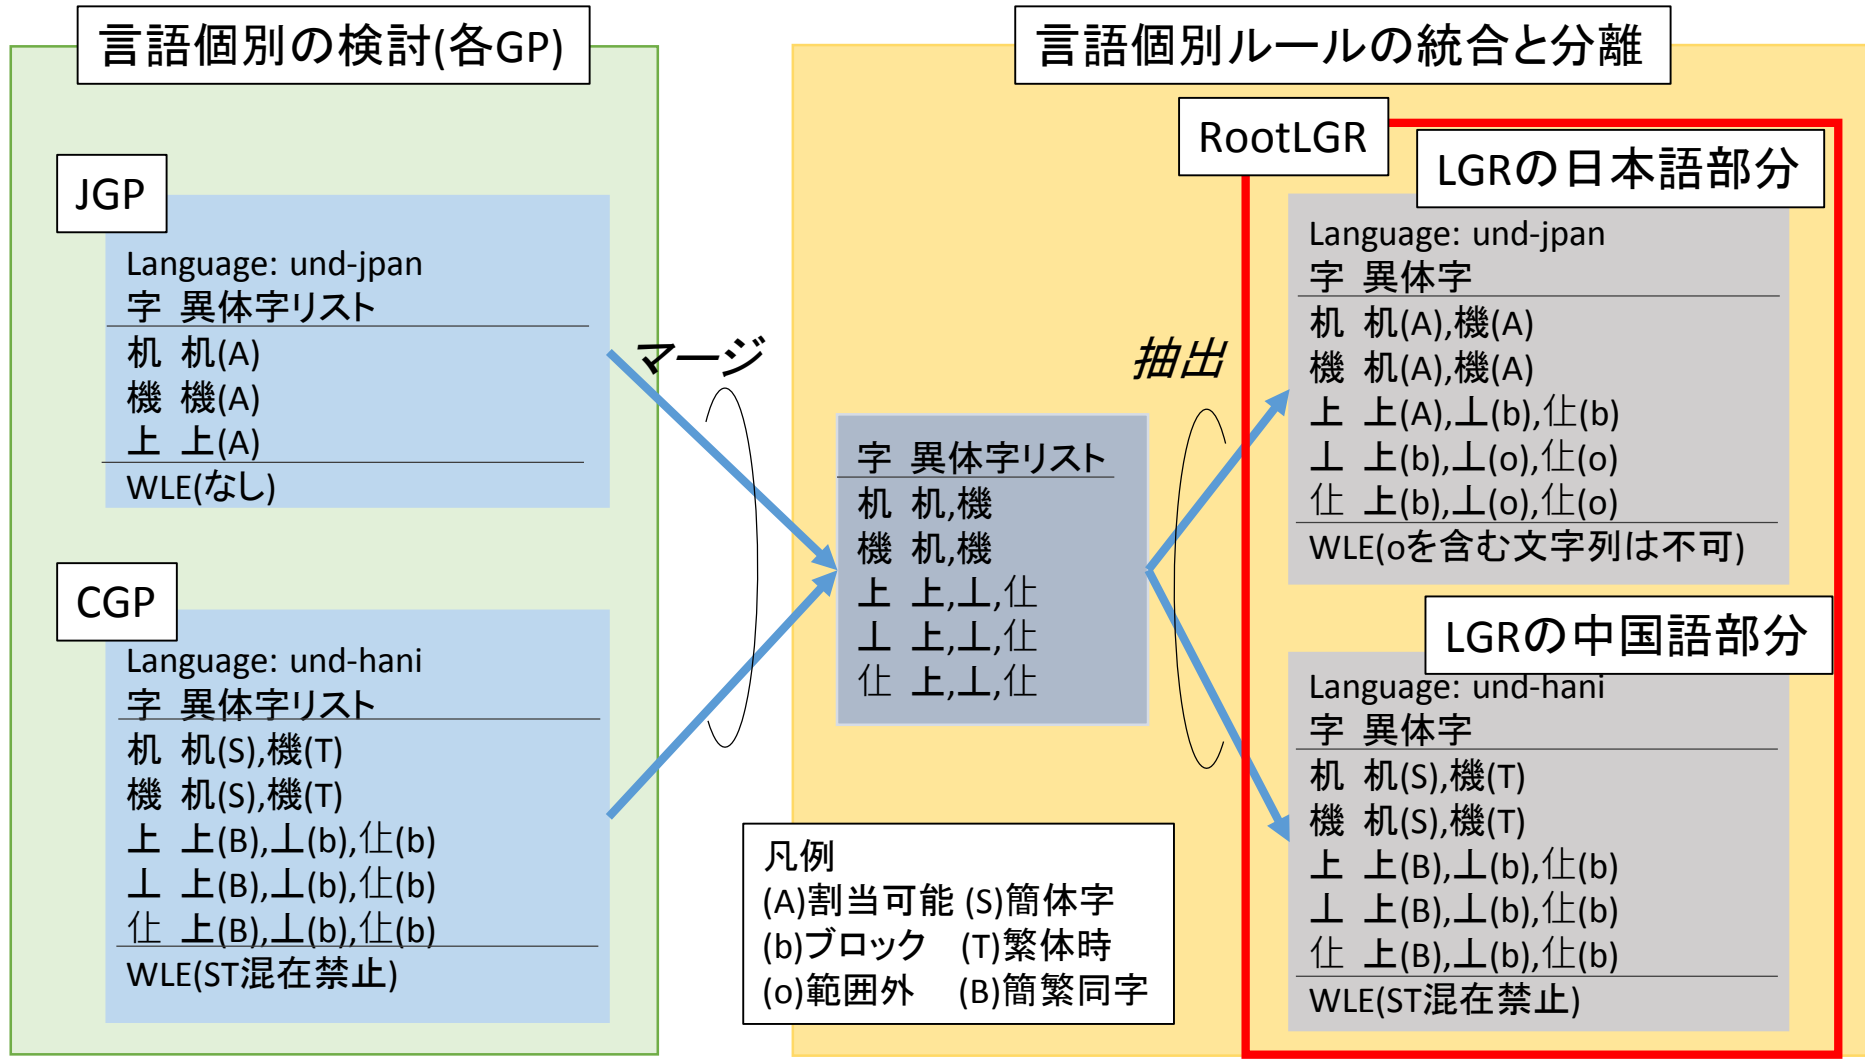 言語個別の検討(各GP)
JGP
Language: und-jpan
字 異体字リスト
机 机(A)
機 機(A)
上 上(A)
WLE(なし)
CGP
Language: und-hani
字 異体字リスト
机 机(S),機(T)
機 机(S),機(T)
上 上(B),丄(b),仩(b)
丄 上(B),丄(b),仩(b)
仩 上(B),丄(b),仩(b)
WLE(ST混在禁止)
マージ
言語個別ルールの統合と分離
字 異体字リスト
机 机,機
機 机,機
上 上,丄,仩
丄 上,丄,仩
仩 上,丄,仩
抽出
凡例
(A)割当可能 (S)簡体字
(b)ブロック (T)繁体時
(o)範囲外 (B)簡繁同字
RootLGR
LGRの日本語部分
Language: und-jpan
字 異体字
机 机(A),機(A)
機 机(A),機(A)
上 上(A),丄(b),仩(b)
丄 上(b),丄(o),仩(o)
仩 上(b),丄(o),仩(o)
WLE(oを含む文字列は不可)
LGRの中国語部分
Language: und-hani
字 異体字
机 机(S),機(T)
機 机(S),機(T)
上 上(B),丄(b),仩(b)
丄 上(B),丄(b),仩(b)
仩 上(B),丄(b),仩(b)
WLE(ST混在禁止)